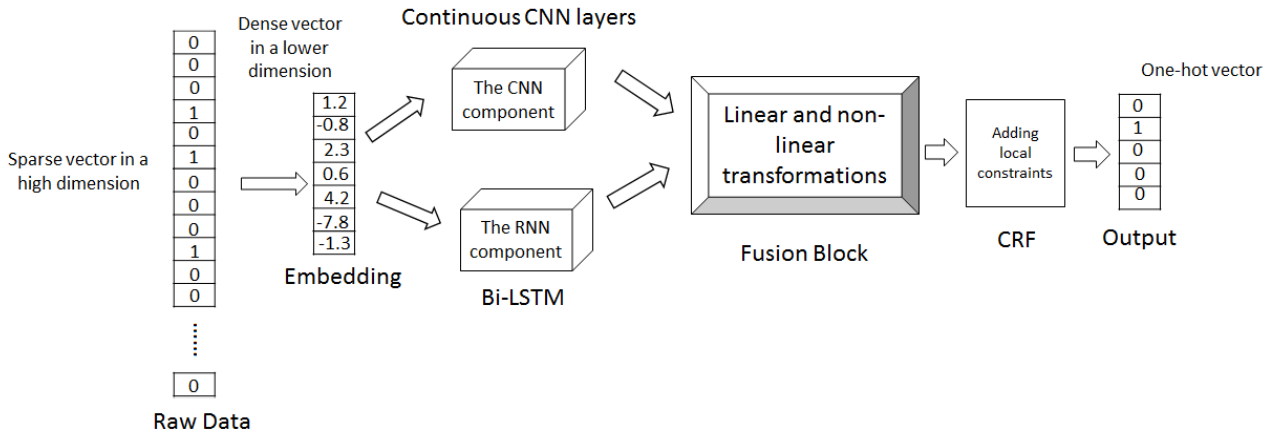 Sparse vector in a
high dimension
0
0
0
1
0
1
0
0
0
1
0
0
......
0
Raw Data
Dense vector
in a lower
dimension
1.2
-0.8
2.3
0.6
4.2
-7.8
-1.3
Embedding
Continuous CNN layers
The CNN
component
The RNN
component
Bi-LSTM
Linear and non-
linear
transformations
Fusion Block
Adding
local
constraints
CRF
One-hot vector
0
1
0
0
0
Output